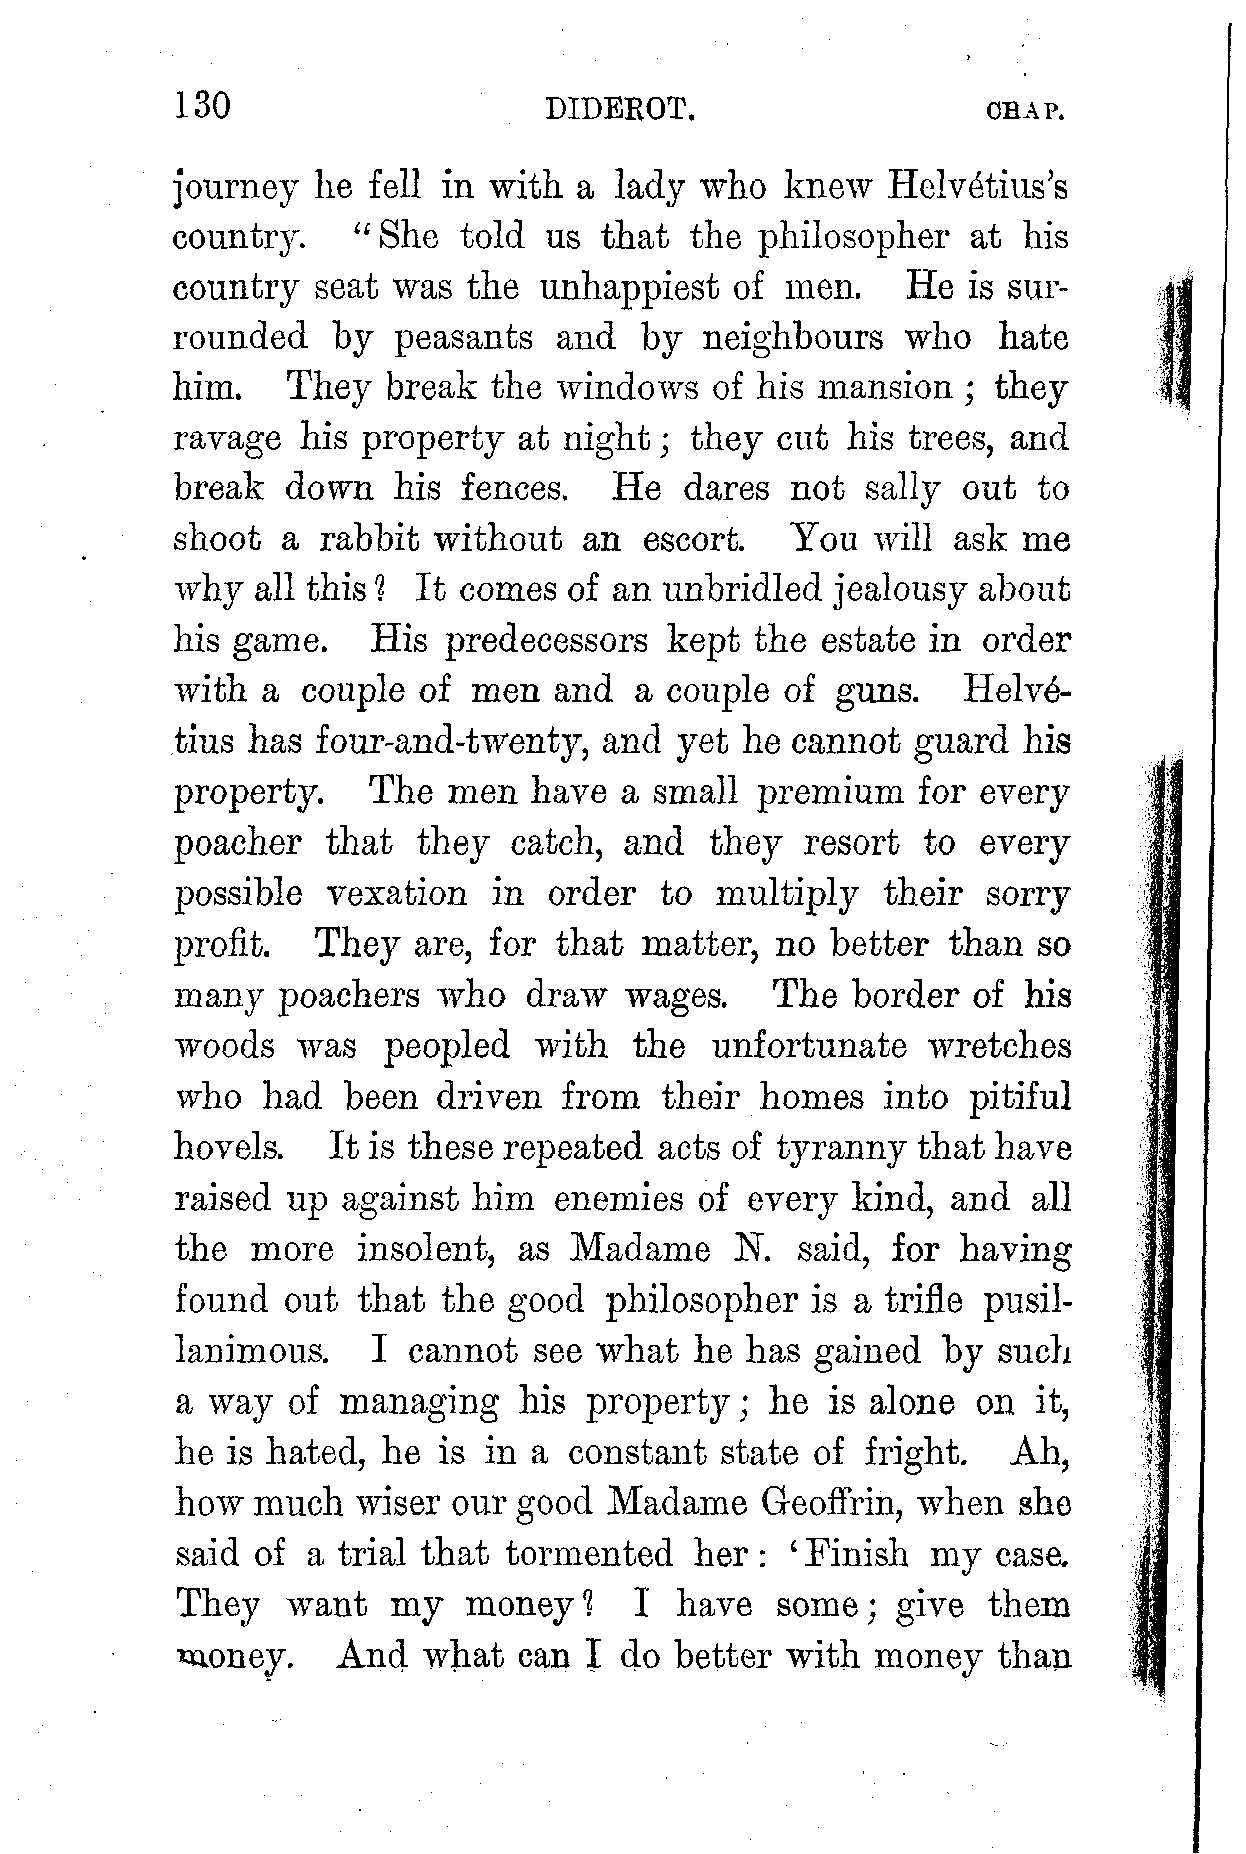 130 DIDEROT. CHAP.
journey he fell in with a lady who knew Helvétius's
country. "She told us that the philosopher at his
country seat was the unhappiest of men. He is sur-
rounded by peasants and by neighbours who hate
him. They break the windows of his mansion; they
ravage his property at night; they cut his trees, and
break down his fences. He dares not sally out to
shoot a rabbit without an escort. You will ask me
why all this? It comes of an unbridled jealousy about
his game. His predecessors kept the estate in order
with a couple of men and a couple of guns. Helvé-
tius has four-and-twenty, and yet he cannot guard his
property. The men have a small premium for every
poacher that they catch, and they resort to every
possible vexation in order to multiply their sorry
profit. They are, for that matter, no better than so
many poachers who draw wages. The border of his
woods was peopled with the unfortunate wretches
who had been driven from their homes into pitiful
hovels. It is these repeated acts of tyranny that have
raised up against him enemies of every kind, and all
the more insolent, as Madame N. said, for having
found out that the good philosopher is a trifle pusil-
lanimous. I cannot see what he has gained by such
a way of managing his property; he is alone on it,
he is hated, he is in a constant state of fright. Ah,
how much wiser our good Madame Geoffrin, when she
said of a trial that tormented her: 'Finish my case.
They want my money? I have some; give them
money. And what can I do better with money than